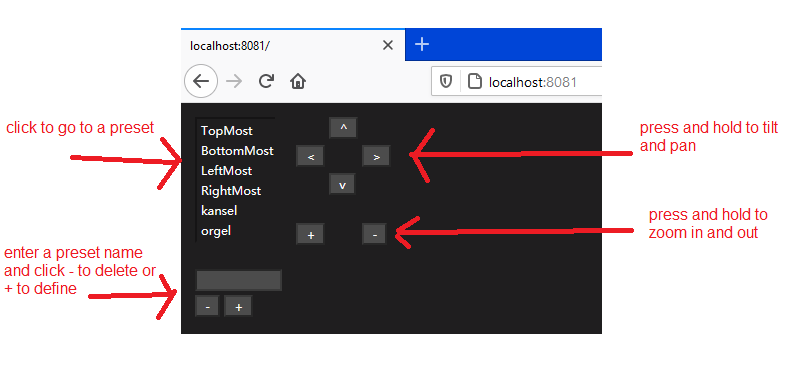 localhost:8081/
localhost:8081
click to go to a preset
TopMost
BottomMost
LeftMost
RightMost
kansel
orgel
^
< >
v
+ -
press and hold to tilt
and pan
press and hold to
zoom in and out
enter a preset name
and click - to delete or
+ to define
- +